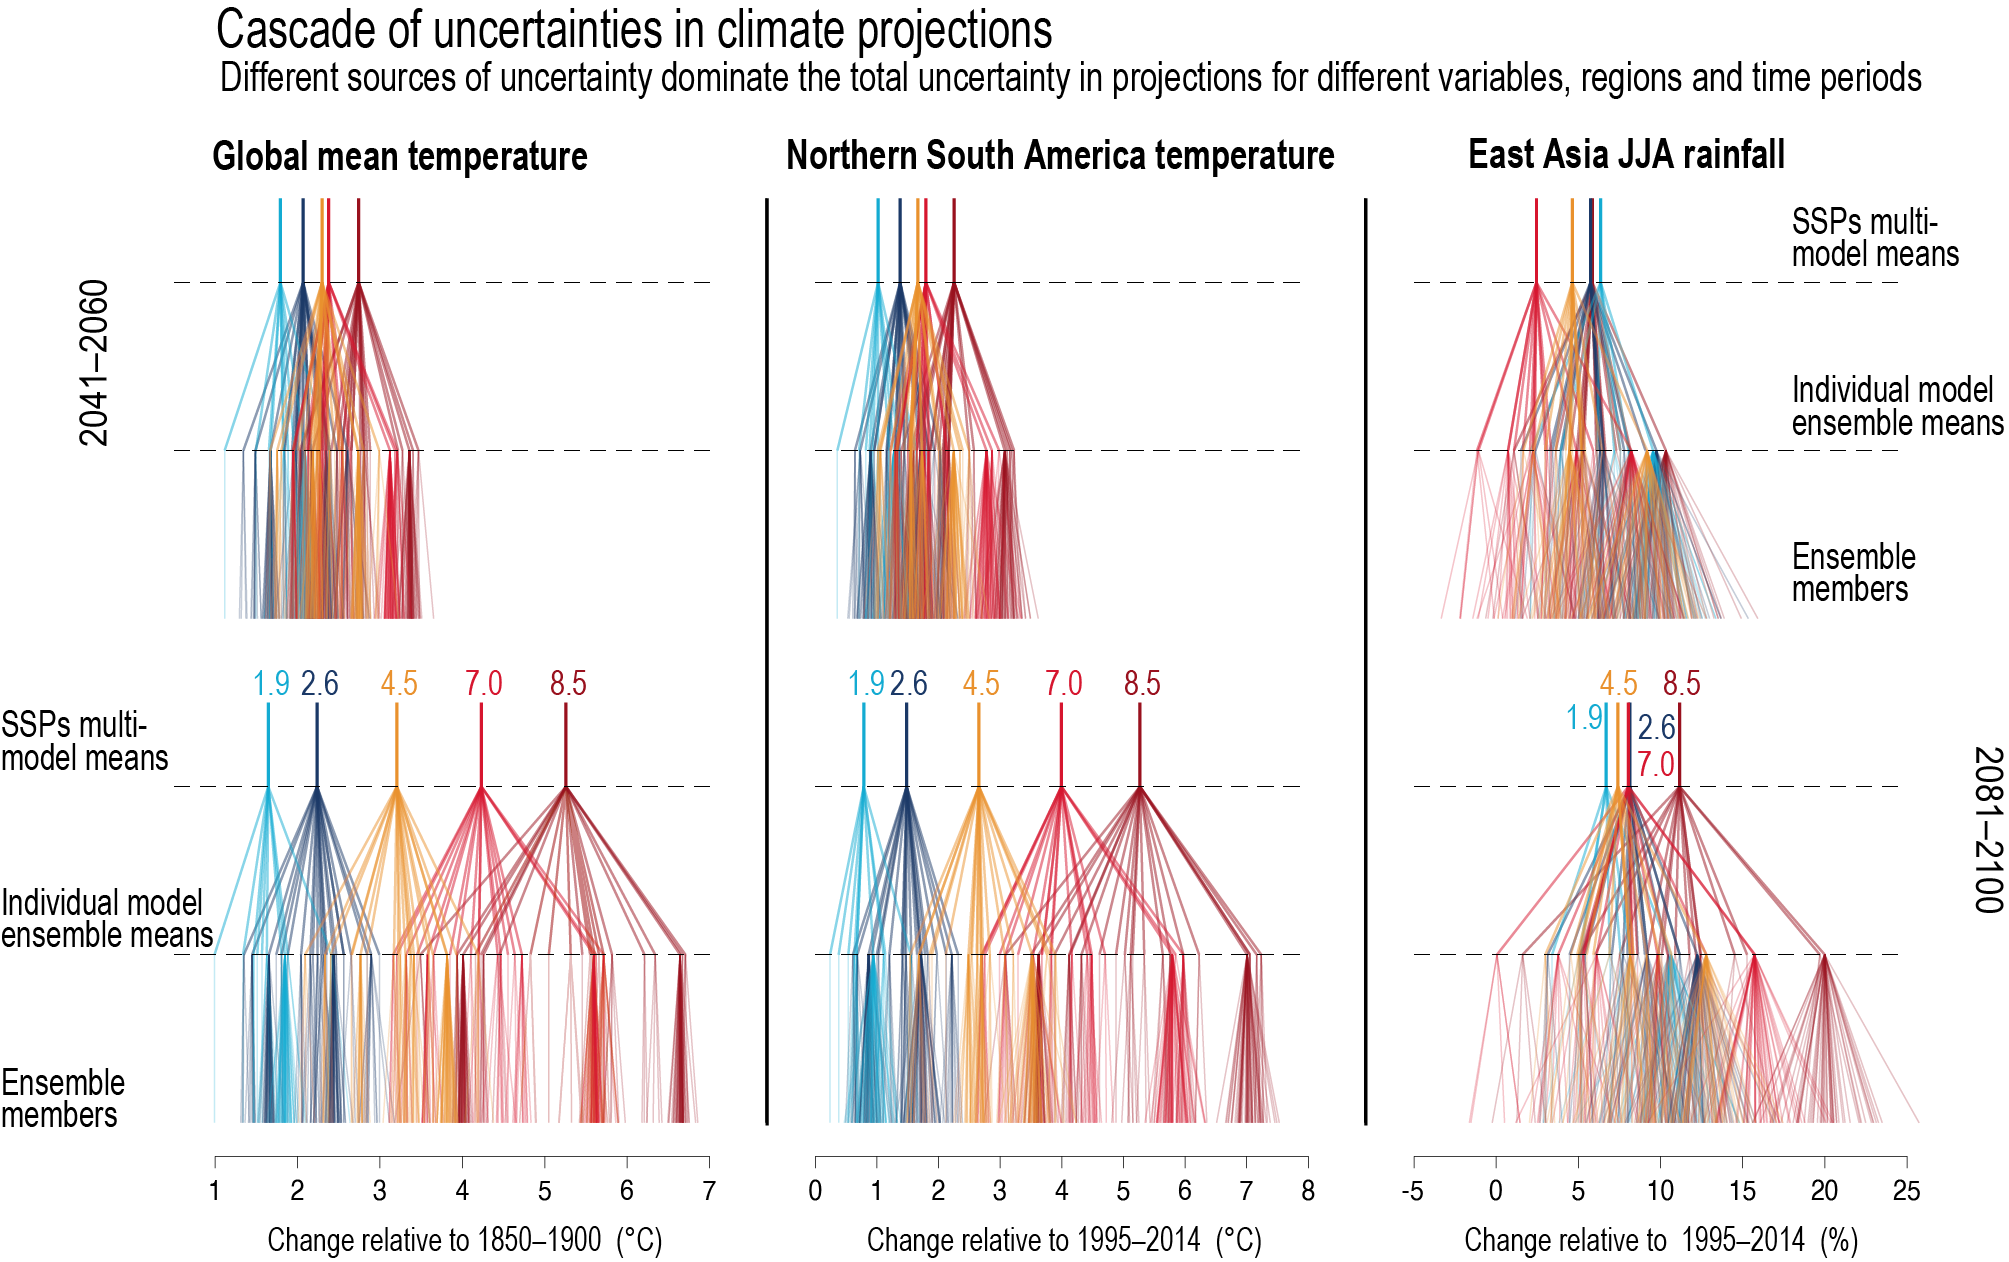 Cascade of uncertainties in climate projections
Different sources of uncertainty dominate the total uncertainty in projections for different variables, regions and time periods
Global mean temperature
Northern South America temperature
East Asia JJA rainfall
2041–2060
SSPs multi-
model means
Individual model
ensemble means
Ensemble
members
1.9 2.6 4.5 7.0 8.5
1.9 2.6 4.5 7.0 8.5
4.5 8.5
1.9 2.6
7.0
SSPs multi-
model means
Individual model
ensemble means
Ensemble
members
2081–2100
1 2 3 4 5 6 7
0 1 2 3 4 5 6 7 8
-5 0 5 10 15 20 25
Change relative to 1850–1900 (°C)
Change relative to 1995–2014 (°C)
Change relative to 1995–2014 (%)